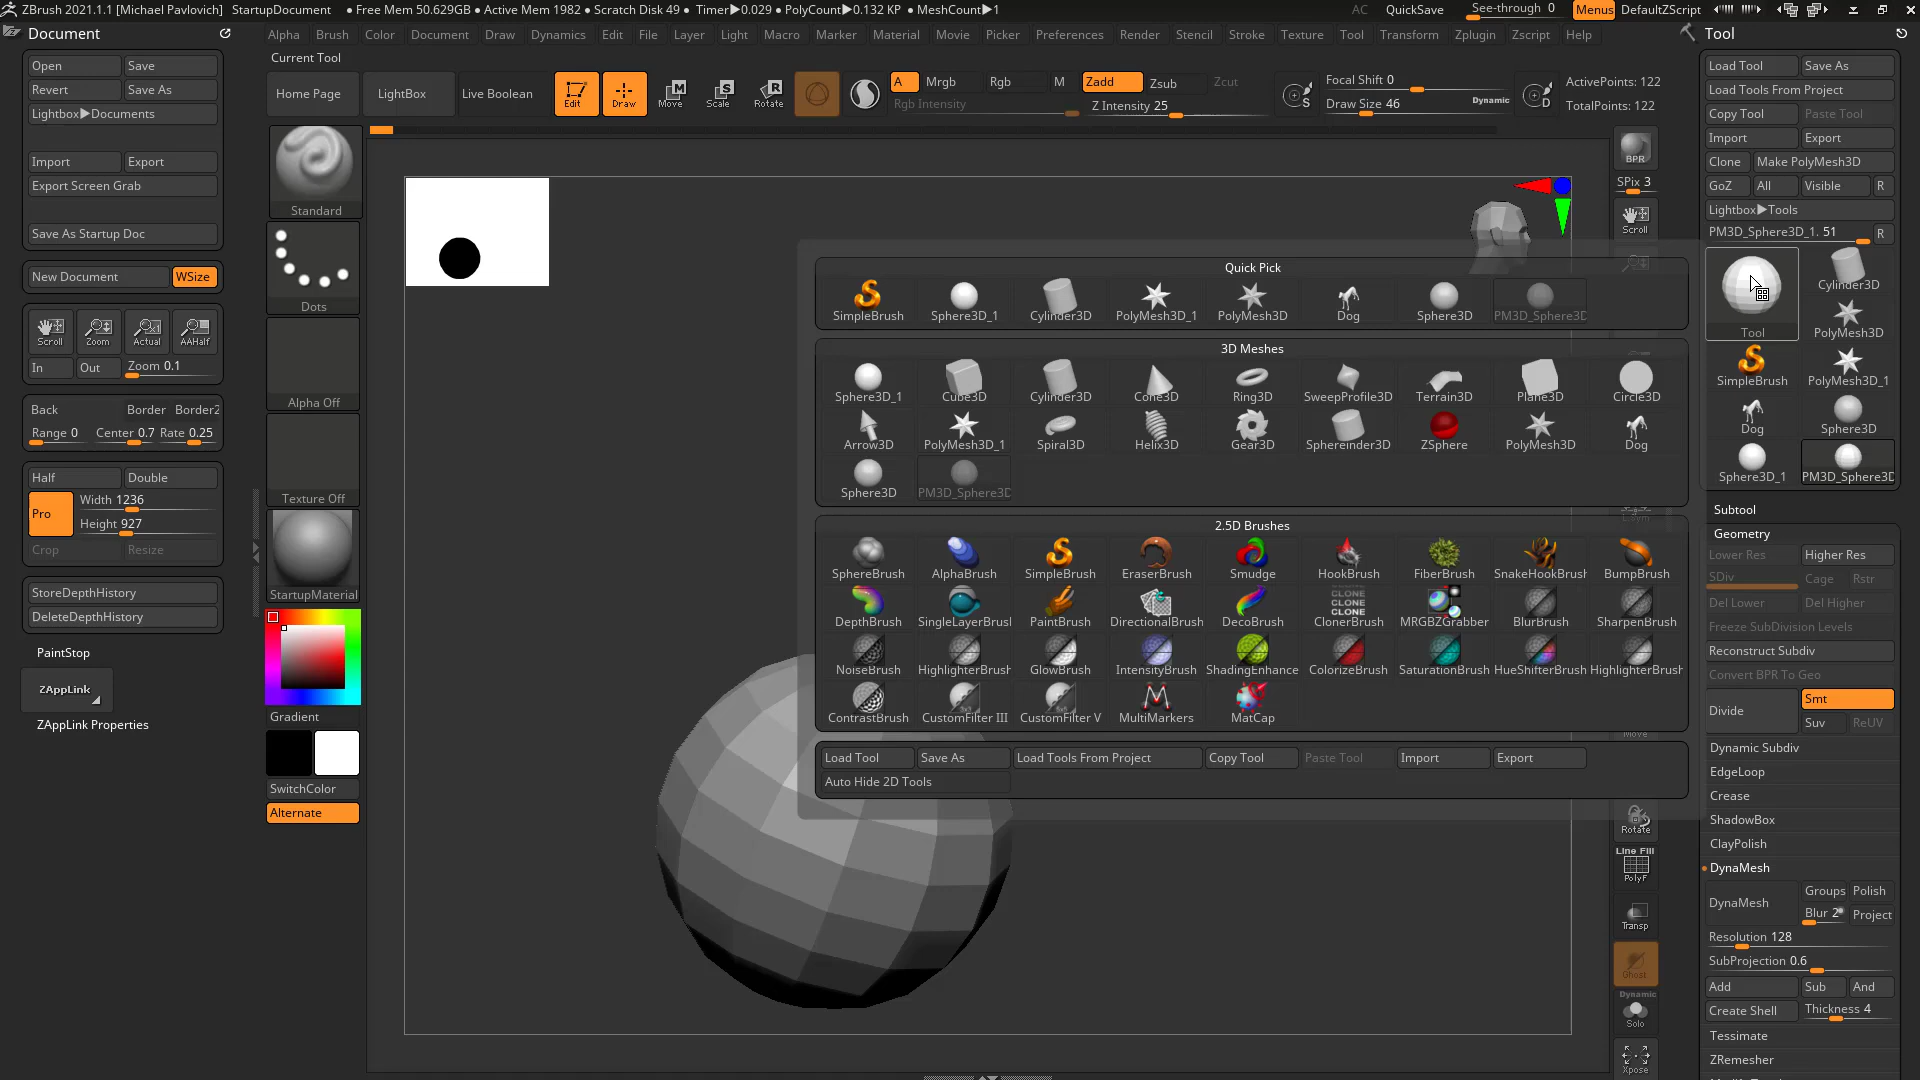 ZBrush 2021.1.1 [Michael Pavlovich] StartupDocument • Free Mem 50.629GB • Active Mem 1982 • Scratch Disk 49 • Timer▶0.029 • PolyCount▶0.132 KP • MeshCount▶1 AC QuickSave See-through 0 Menus DefaultZScript
Document
Open Save
Revert Save As
Lightbox▶Documents
Import Export
Export Screen Grab
Save As Startup Doc
New Document WSize
Scroll Zoom Actual AAHalf
In Out Zoom 0.1
Back Border Border2
Range 0 Center 0.7 Rate 0.25
Half Double
Pro Width 1236
Height 927
Crop Resize
StoreDepthHistory
DeleteDepthHistory
PaintStop
ZAppLink
ZAppLink Properties
Alpha Brush Color Document Draw Dynamics Edit File Layer Light Macro Marker Material Movie Picker Preferences Render Stencil Stroke Texture Tool Transform Zplugin Zscript Help
Current Tool
Home Page LightBox Live Boolean Edit Draw Move Scale Rotate
A Mrgb Rgb M Zadd Zsub Zcut
Rgb Intensity Z Intensity 25
S Focal Shift 0
Draw Size 46 Dynamic D
ActivePoints: 122
TotalPoints: 122
Standard
Dots
Alpha Off
Texture Off
StartupMaterial
Gradient
SwitchColor
Alternate
Quick Pick
SimpleBrush Sphere3D_1 Cylinder3D PolyMesh3D_1 PolyMesh3D Dog Sphere3D PM3D_Sphere3D
3D Meshes
Sphere3D_1 Cube3D Cylinder3D Cone3D Ring3D SweepProfile3D Terrain3D Plane3D Circle3D
Arrow3D PolyMesh3D_1 Spiral3D Helix3D Gear3D Sphereinder3D ZSphere PolyMesh3D Dog
Sphere3D PM3D_Sphere3D
2.5D Brushes
SphereBrush AlphaBrush SimpleBrush EraserBrush Smudge HookBrush FiberBrush SnakeHookBrush BumpBrush
CLONE
CLONE
CLONE
DepthBrush SingleLayerBrusl PaintBrush DirectionalBrush DecoBrush ClonerBrush MRGBZGrabber BlurBrush SharpenBrush
NoiseBrush HighlighterBrush GlowBrush IntensityBrush ShadingEnhance ColorizeBrush SaturationBrush HueShifterBrush HighlighterBrush
ContrastBrush CustomFilter III CustomFilter V MultiMarkers MatCap
Load Tool Save As Load Tools From Project Copy Tool Paste Tool Import Export
Auto Hide 2D Tools
BPR
SPix 3
Scroll
L.Sym
Move
Rotate
Line Fill
PolyF
Transp
Ghost
Dynamic
Solo
Xpose
Tool
Load Tool Save As
Load Tools From Project
Copy Tool Paste Tool
Import Export
Clone Make PolyMesh3D
GoZ All Visible R
Lightbox▶Tools
PM3D_Sphere3D_1. 51 R
Cylinder3D
Tool PolyMesh3D
SimpleBrush PolyMesh3D_1
Dog Sphere3D
Sphere3D_1 PM3D_Sphere3D
Subtool
Geometry
Lower Res Higher Res
SDiv Cage Rstr
Del Lower Del Higher
Freeze SubDivision Levels
Reconstruct Subdiv
Convert BPR To Geo
Divide Smt
Suv ReUV
Dynamic Subdiv
EdgeLoop
Crease
ShadowBox
ClayPolish
DynaMesh
DynaMesh Groups Polish
Blur 2 Project
Resolution 128
SubProjection 0.6
Add Sub And
Create Shell Thickness 4
Tessimate
ZRemesher